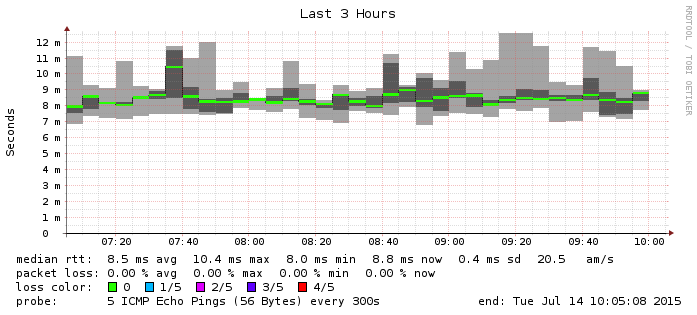 Last 3 Hours
RRDTOOL / TOBI OETIKER
Seconds
12 m
11 m
10 m
9 m
8 m
7 m
6 m
5 m
4 m
3 m
2 m
1 m
0
07:20 07:40 08:00 08:20 08:40 09:00 09:20 09:40 10:00
median rtt: 8.5 ms avg 10.4 ms max 8.0 ms min 8.8 ms now 0.4 ms sd 20.5 am/s
packet loss: 0.00 % avg 0.00 % max 0.00 % min 0.00 % now
loss color: 0 1/5 2/5 3/5 4/5
probe: 5 ICMP Echo Pings (56 Bytes) every 300s end: Tue Jul 14 10:05:08 2015